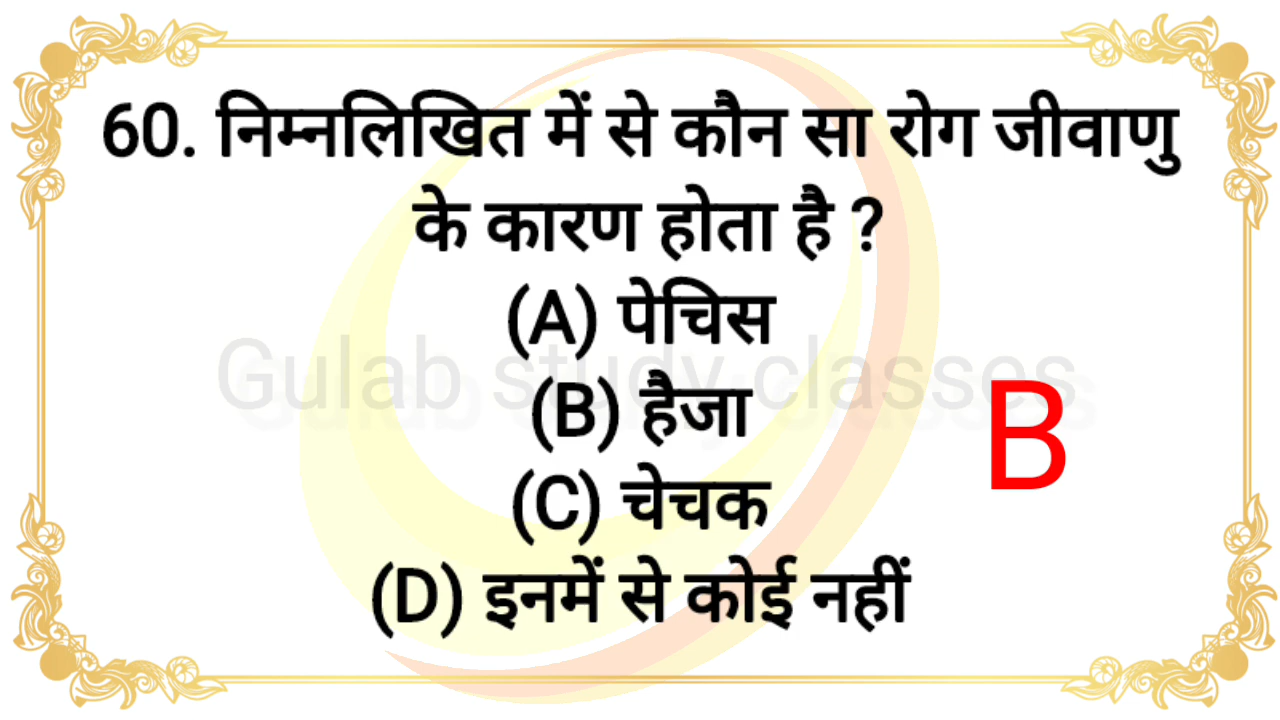 60. निम्नलिखित में से कौन सा रोग जीवाणु
के कारण होता है ?
(A) पेचिस
(B) हैजा
(C) चेचक
(D) इनमें से कोई नहीं
B
Gulab study classes